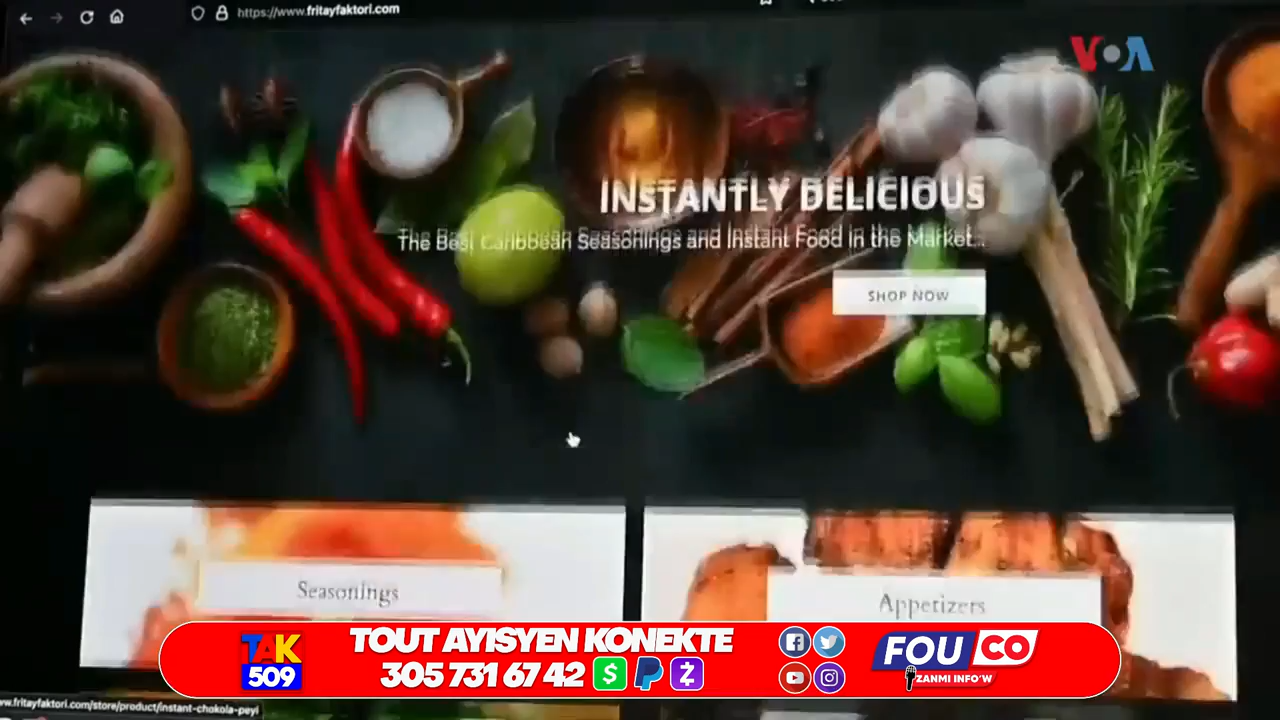 https://www.fritayfaktori.com
VOA
INSTANTLY DELICIOUS
The Best Caribbean Seasonings and Instant Food in the Market...
SHOP NOW
Seasonings
Appetizers
TAK
509
TOUT AYISYEN KONEKTE
305 731 67 42
FOUCO
ZANMI INFO'W
w.fritayfaktori.com/store/product/instant-chokola-peyi